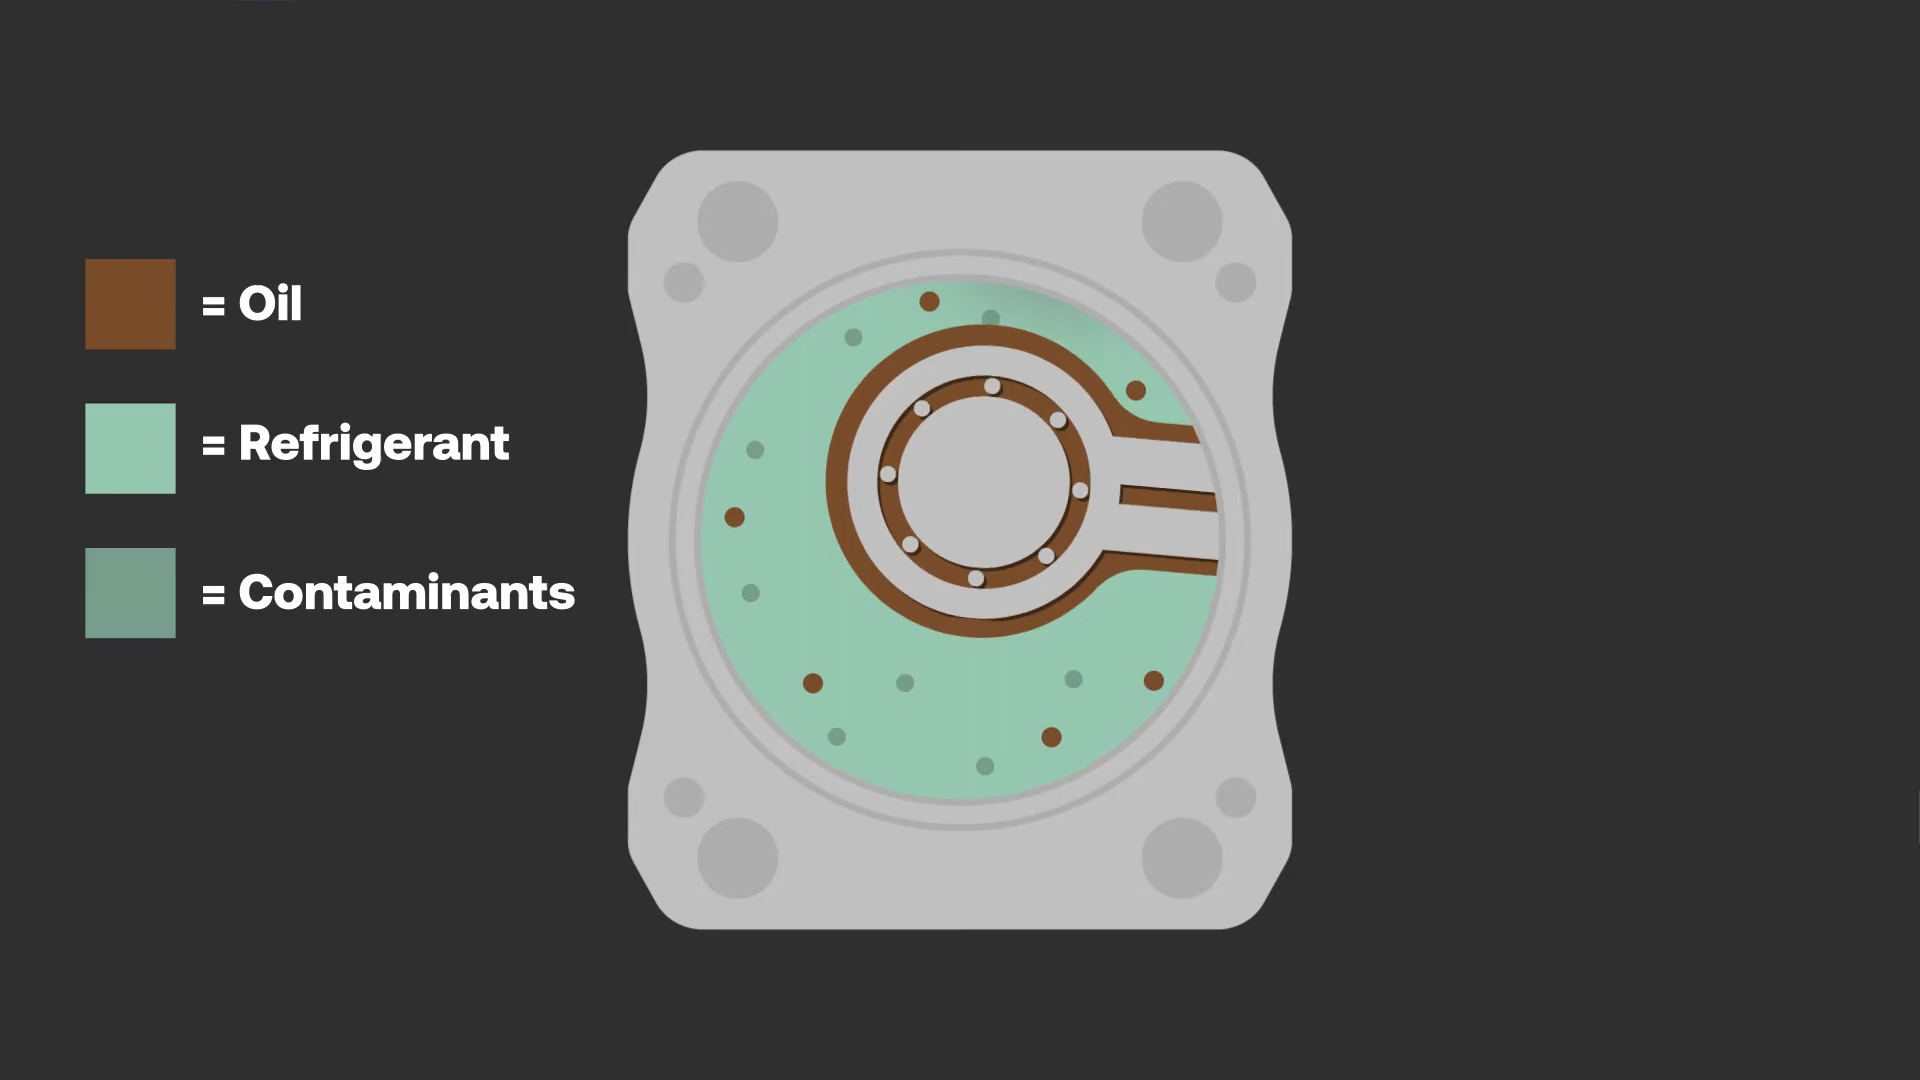 = Oil
= Refrigerant
= Contaminants